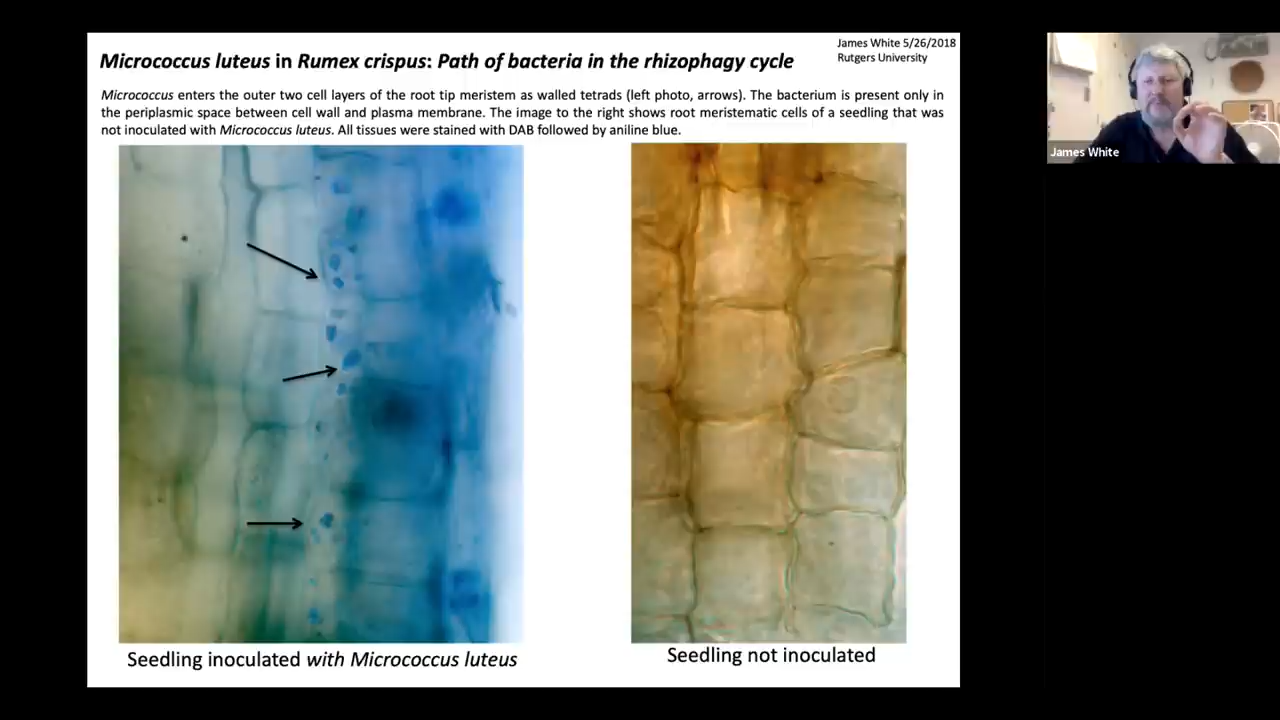 James White 5/26/2018
Rutgers University
Micrococcus luteus in Rumex crispus: Path of bacteria in the rhizophagy cycle
Micrococcus enters the outer two cell layers of the root tip meristem as walled tetrads (left photo, arrows). The bacterium is present only in
the periplasmic space between cell wall and plasma membrane. The image to the right shows root meristematic cells of a seedling that was
not inoculated with Micrococcus luteus. All tissues were stained with DAB followed by aniline blue.
Seedling inoculated with Micrococcus luteus
Seedling not inoculated
James White